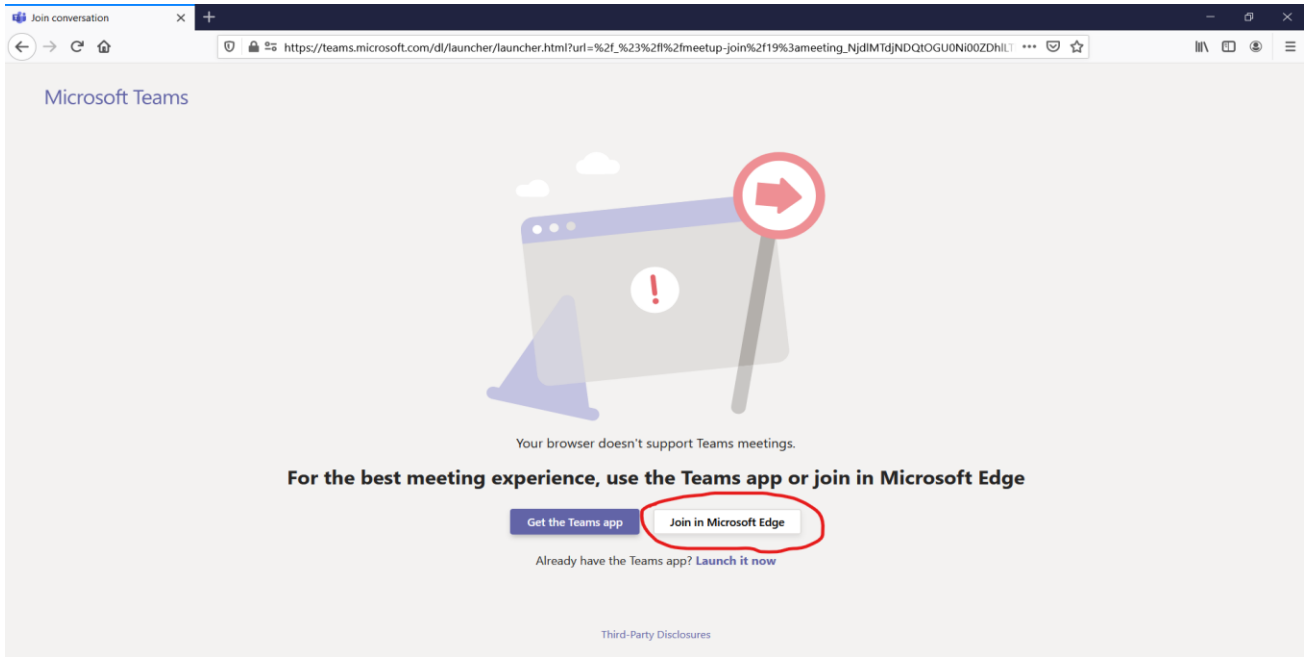 Join conversation
https://teams.microsoft.com/dl/launcher/launcher.html?url=%2f_%23%2fl%2fmeetup-join%2f19%3ameeting_NjdlMTdjNDQtOGU0Ni00ZDhlLT
Microsoft Teams
!
Your browser doesn't support Teams meetings.
For the best meeting experience, use the Teams app or join in Microsoft Edge
Get the Teams app Join in Microsoft Edge
Already have the Teams app? Launch it now
Third-Party Disclosures